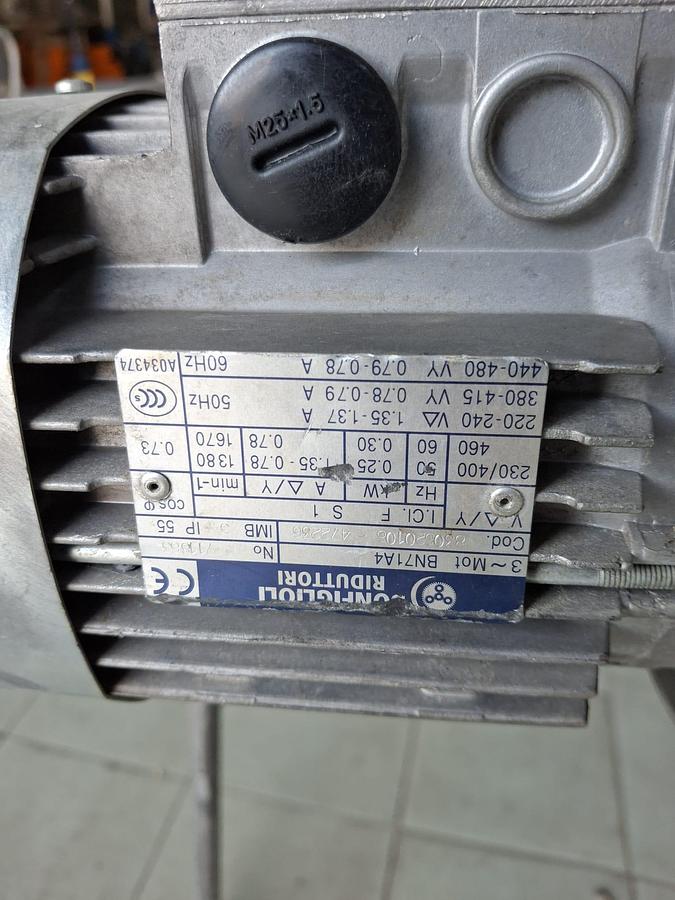 M25×1.5
BONFIGLIOLI
RIDUTTORI
CE
3~Mot BN71A4 No
Cod. IMB IP 55
I.Cl. F S 1
V △/Y Hz kW A △/Y min-1 cos φ
230/400 50 0.25 1.35 - 0.78 1380 0.73
460 60 0.30 0.78 1670
220-240 V△ 1.35-1.37 A
380-415 VY 0.78-0.79 A 50Hz CCC S
440-480 VY 0.79-0.78 A 60Hz A034374